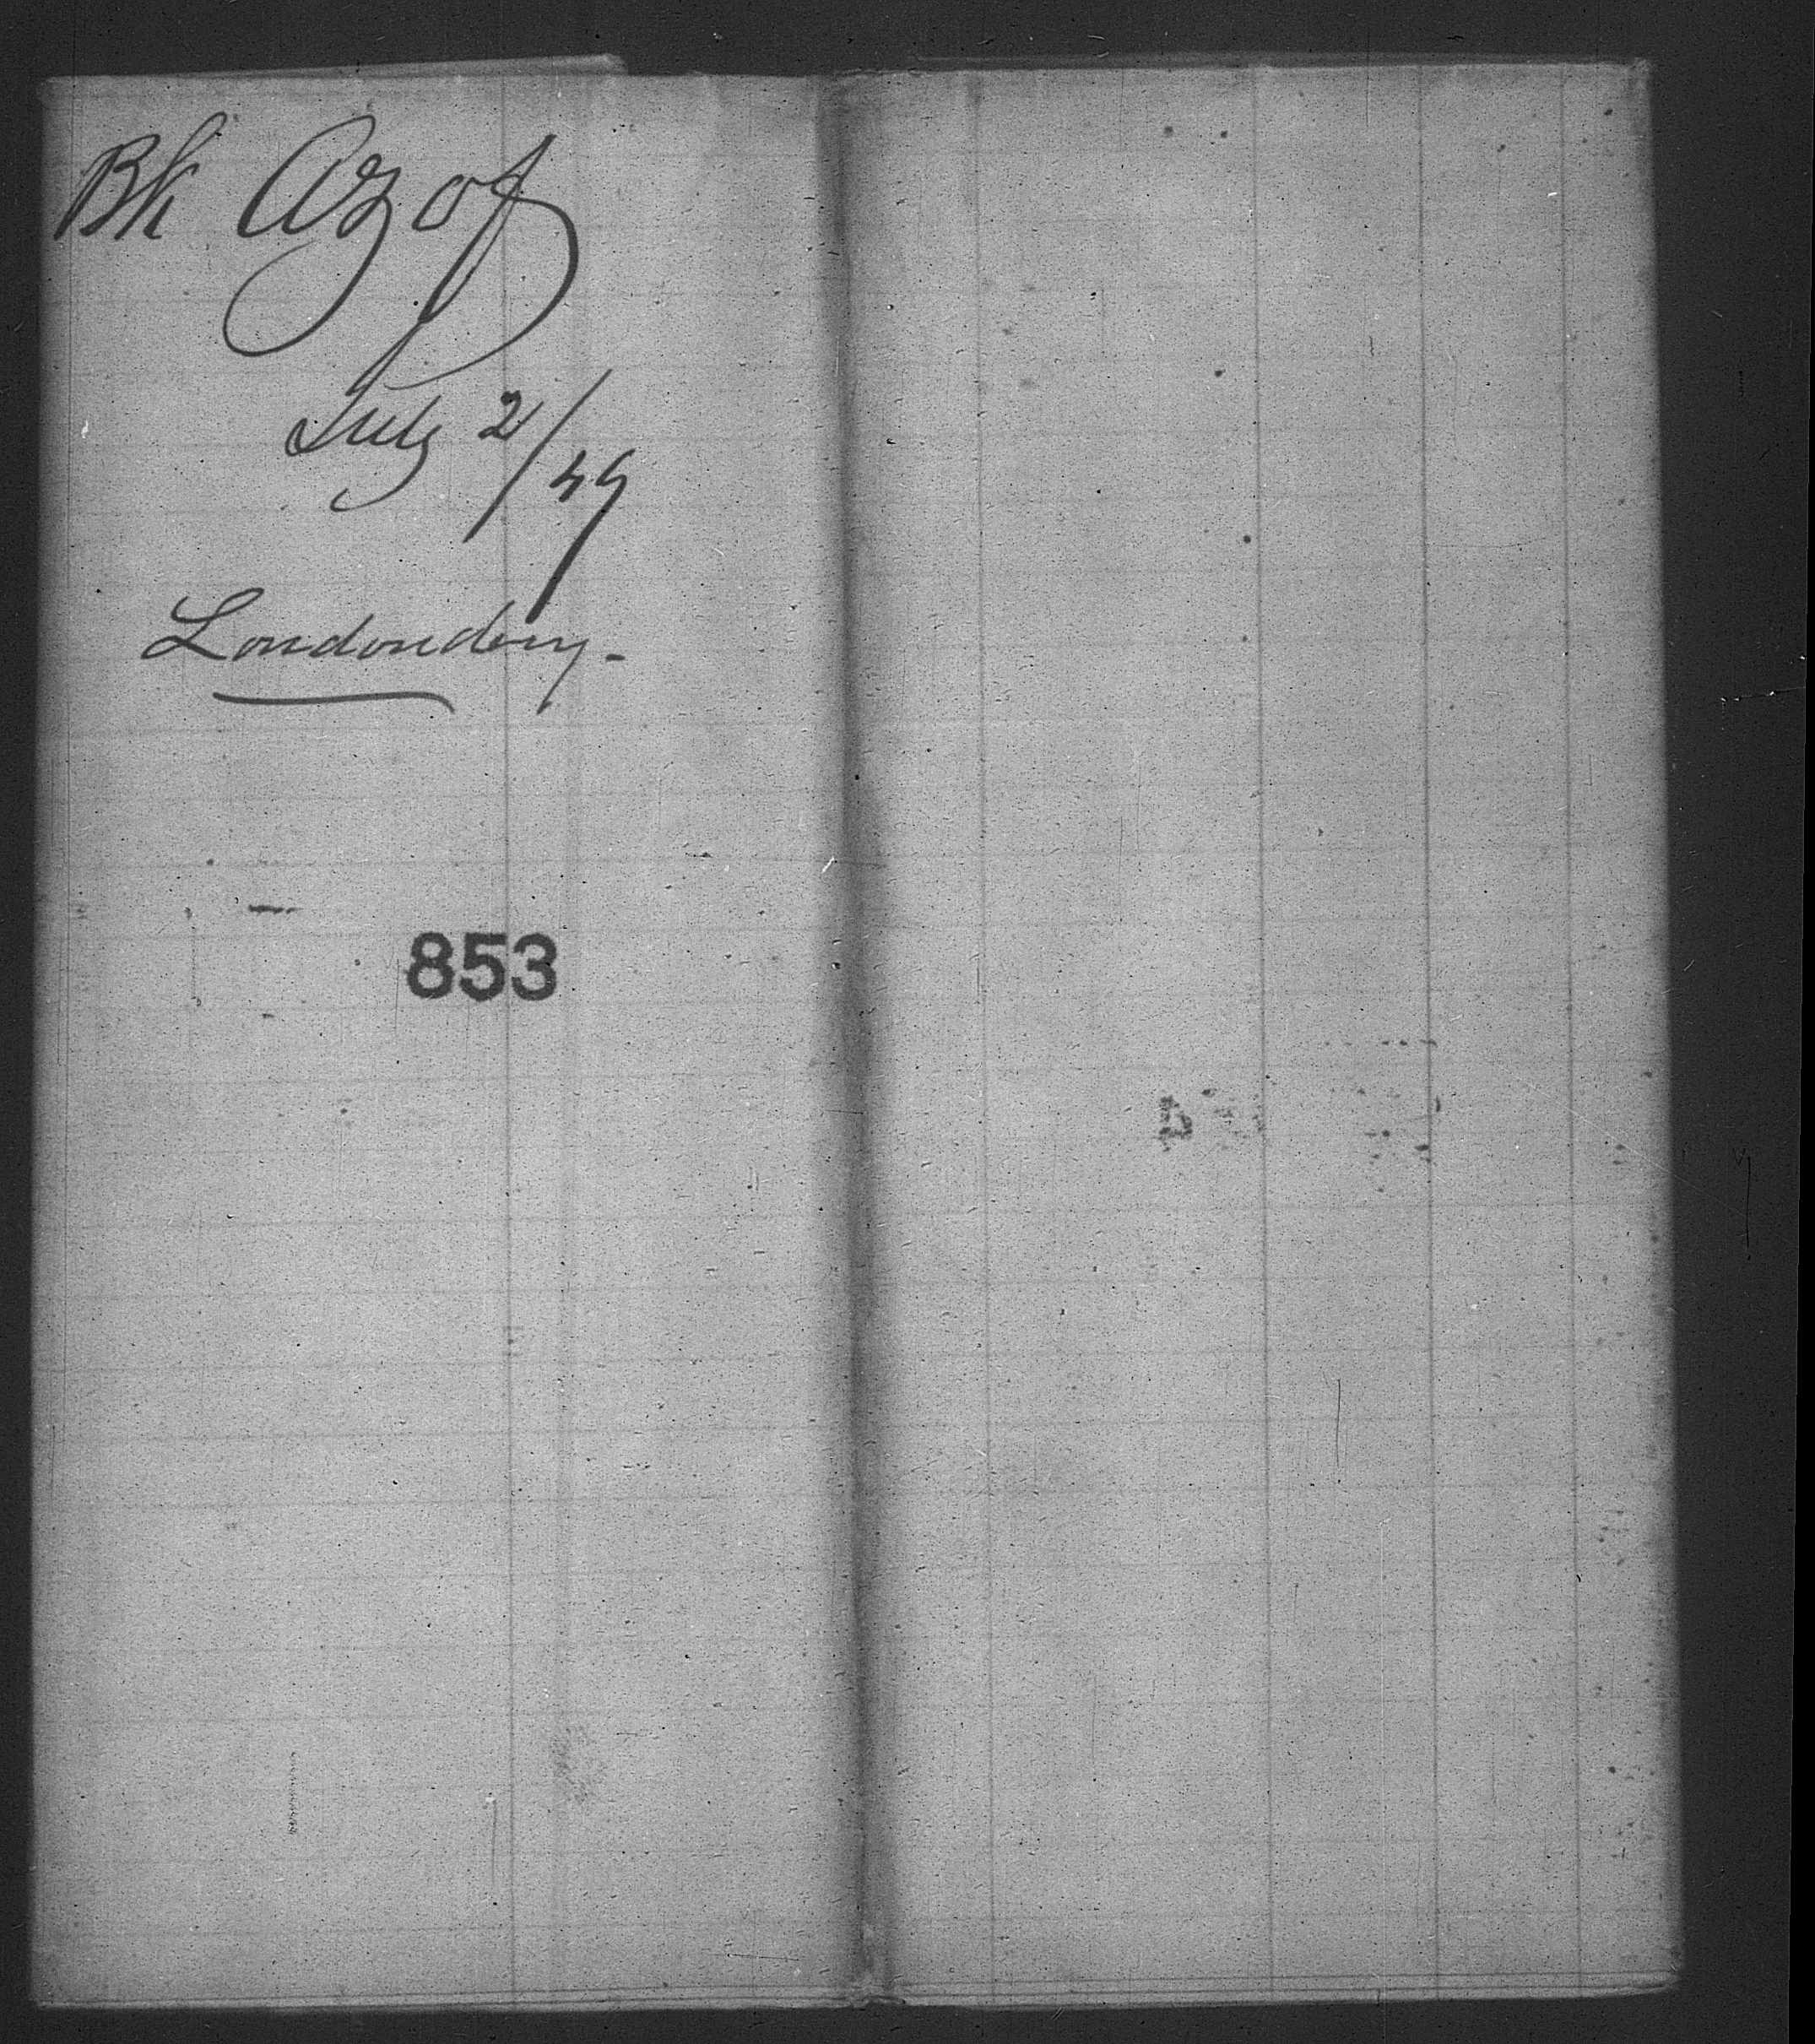 Bk Azof
July 2/49
Londonderry-
853